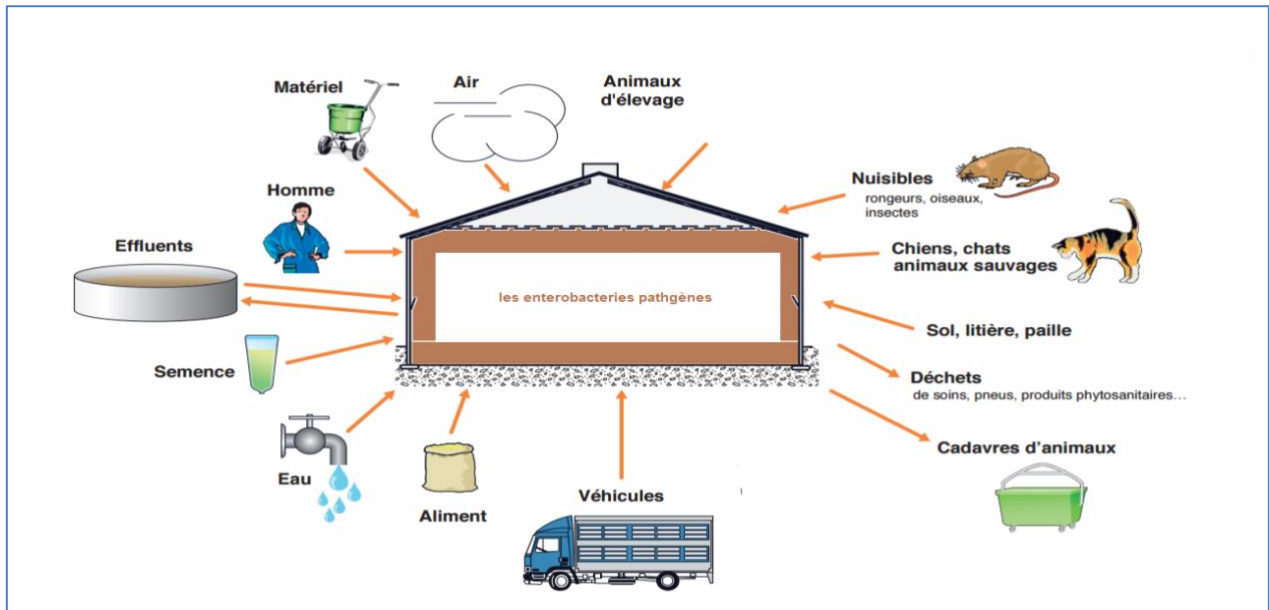 Matériel
Air
Animaux
d'élevage
Homme
Nuisibles
rongeurs, oiseaux,
insectes
Effluents
Chiens, chats
animaux sauvages
les enterobacteries pathgènes
Sol, litière, paille
Semence
Déchets
de soins, pneus, produits phytosanitaires...
Eau
Aliment
Véhicules
Cadavres d'animaux